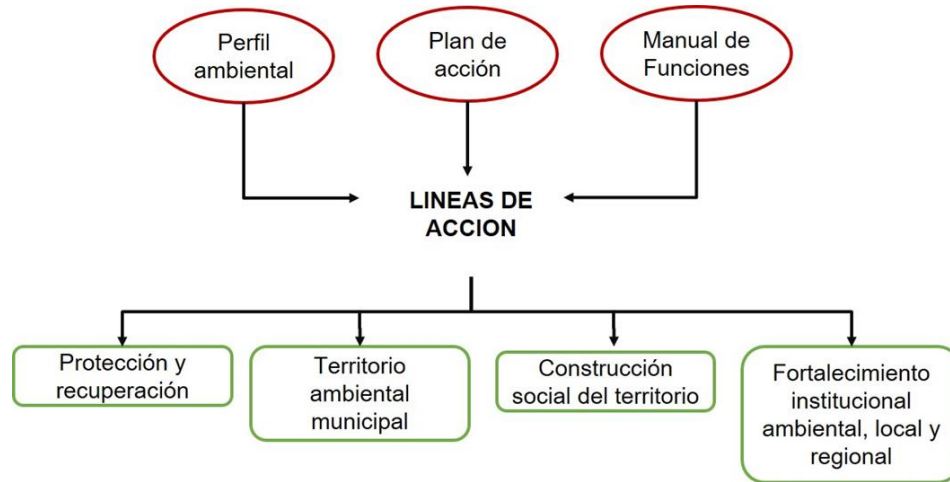 Perfil
ambiental
Plan de
acción
Manual de
Funciones
LINEAS DE
ACCION
Protección y
recuperación
Territorio
ambiental
municipal
Construcción
social del territorio
Fortalecimiento
institucional
ambiental, local y
regional